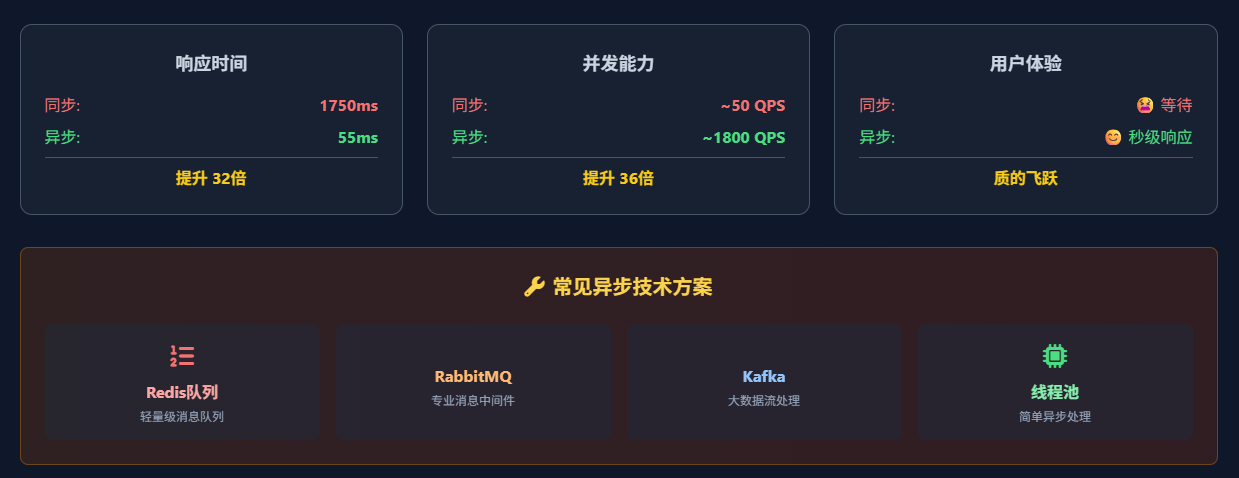 响应时间
同步: 1750ms
异步: 55ms
提升 32倍
并发能力
同步: ~50 QPS
异步: ~1800 QPS
提升 36倍
用户体验
同步: 😫 等待
异步: 😊 秒级响应
质的飞跃
常见异步技术方案
Redis队列
轻量级消息队列
RabbitMQ
专业消息中间件
Kafka
大数据流处理
线程池
简单异步处理